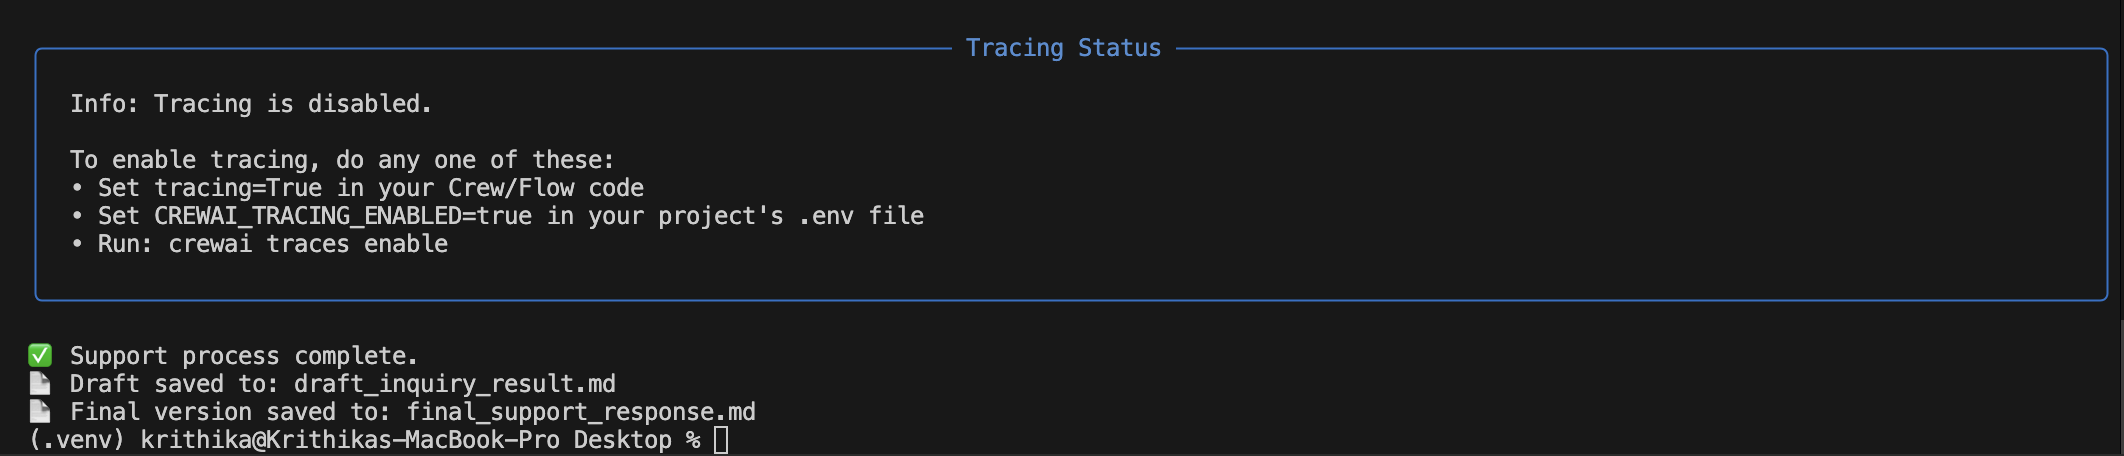 Tracing Status
Info: Tracing is disabled.
To enable tracing, do any one of these:
• Set tracing=True in your Crew/Flow code
• Set CREWAI_TRACING_ENABLED=true in your project's .env file
• Run: crewai traces enable
✅ Support process complete.
📄 Draft saved to: draft_inquiry_result.md
📄 Final version saved to: final_support_response.md
(.venv) krithika@Krithikas-MacBook-Pro Desktop %